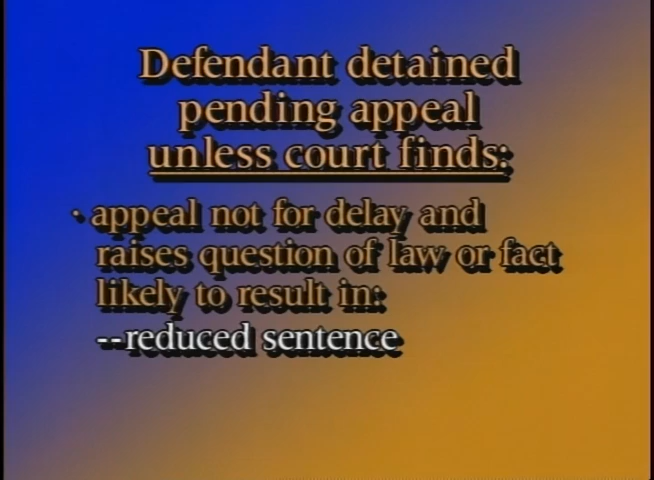 Defendant detained
pending appeal
unless court finds:
· appeal not for delay and
raises question of law or fact
likely to result in:
--reduced sentence